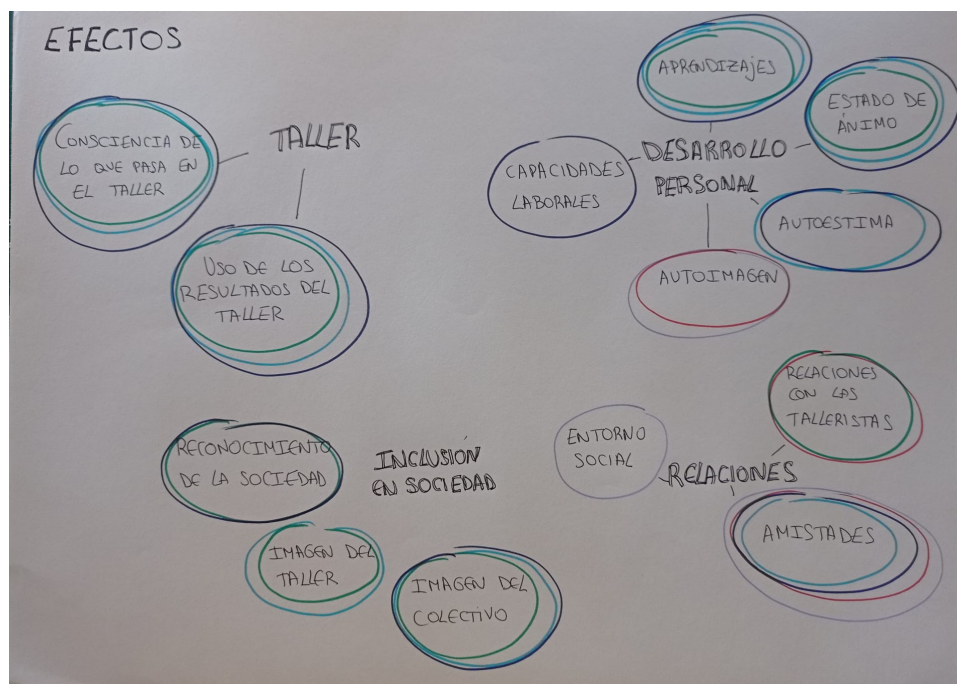 EFECTOS
CONSCIENCIA DE
LO QUE PASA EN
EL TALLER
TALLER
USO DE LOS
RESULTADOS DEL
TALLER
APRENDIZAJES
ESTADO DE
ÁNIMO
CAPACIDADES
LABORALES
DESARROLLO
PERSONAL
AUTOESTIMA
AUTOIMAGEN
RECONOCIMIENTO
DE LA SOCIEDAD
INCLUSIÓN
EN SOCIEDAD
IMAGEN DEL
TALLER
IMAGEN DEL
COLECTIVO
RELACIONES
CON LAS
TALLERISTAS
ENTORNO
SOCIAL
RELACIONES
AMISTADES